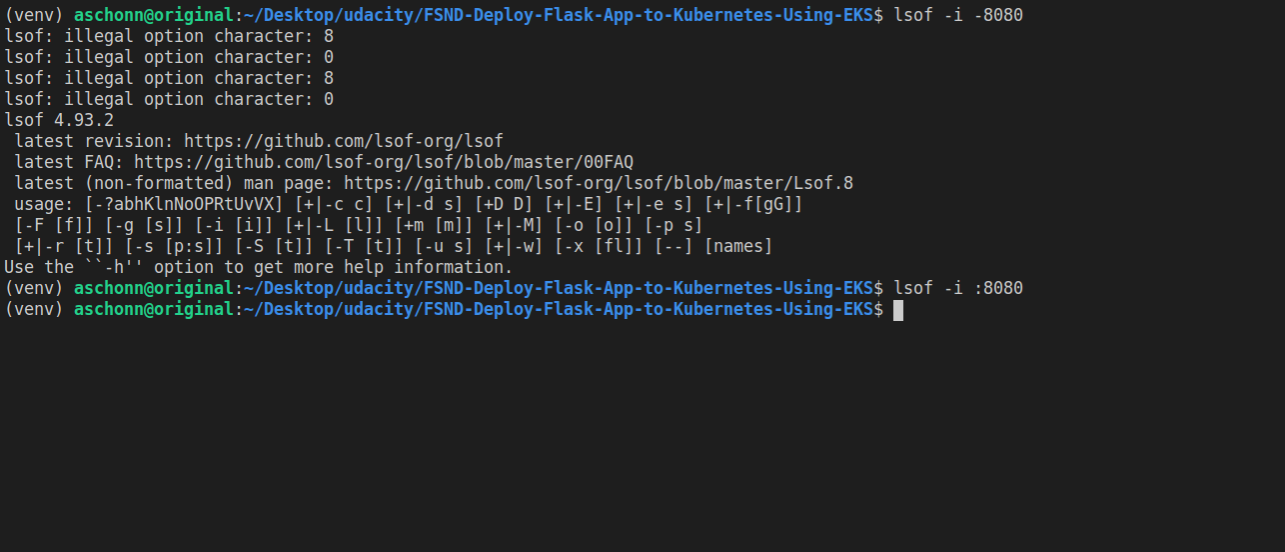 (venv) aschonn@original:~/Desktop/udacity/FSND-Deploy-Flask-App-to-Kubernetes-Using-EKS$ lsof -i -8080
lsof: illegal option character: 8
lsof: illegal option character: 0
lsof: illegal option character: 8
lsof: illegal option character: 0
lsof 4.93.2
 latest revision: https://github.com/lsof-org/lsof
 latest FAQ: https://github.com/lsof-org/lsof/blob/master/00FAQ
 latest (non-formatted) man page: https://github.com/lsof-org/lsof/blob/master/Lsof.8
 usage: [-?abhKlnNoOPRtUvVX] [+|-c c] [+|-d s] [+D D] [+|-E] [+|-e s] [+|-f[gG]]
 [-F [f]] [-g [s]] [-i [i]] [+|-L [l]] [+m [m]] [+|-M] [-o [o]] [-p s]
 [+|-r [t]] [-s [p:s]] [-S [t]] [-T [t]] [-u s] [+|-w] [-x [fl]] [--] [names]
Use the ``-h'' option to get more help information.
(venv) aschonn@original:~/Desktop/udacity/FSND-Deploy-Flask-App-to-Kubernetes-Using-EKS$ lsof -i :8080
(venv) aschonn@original:~/Desktop/udacity/FSND-Deploy-Flask-App-to-Kubernetes-Using-EKS$